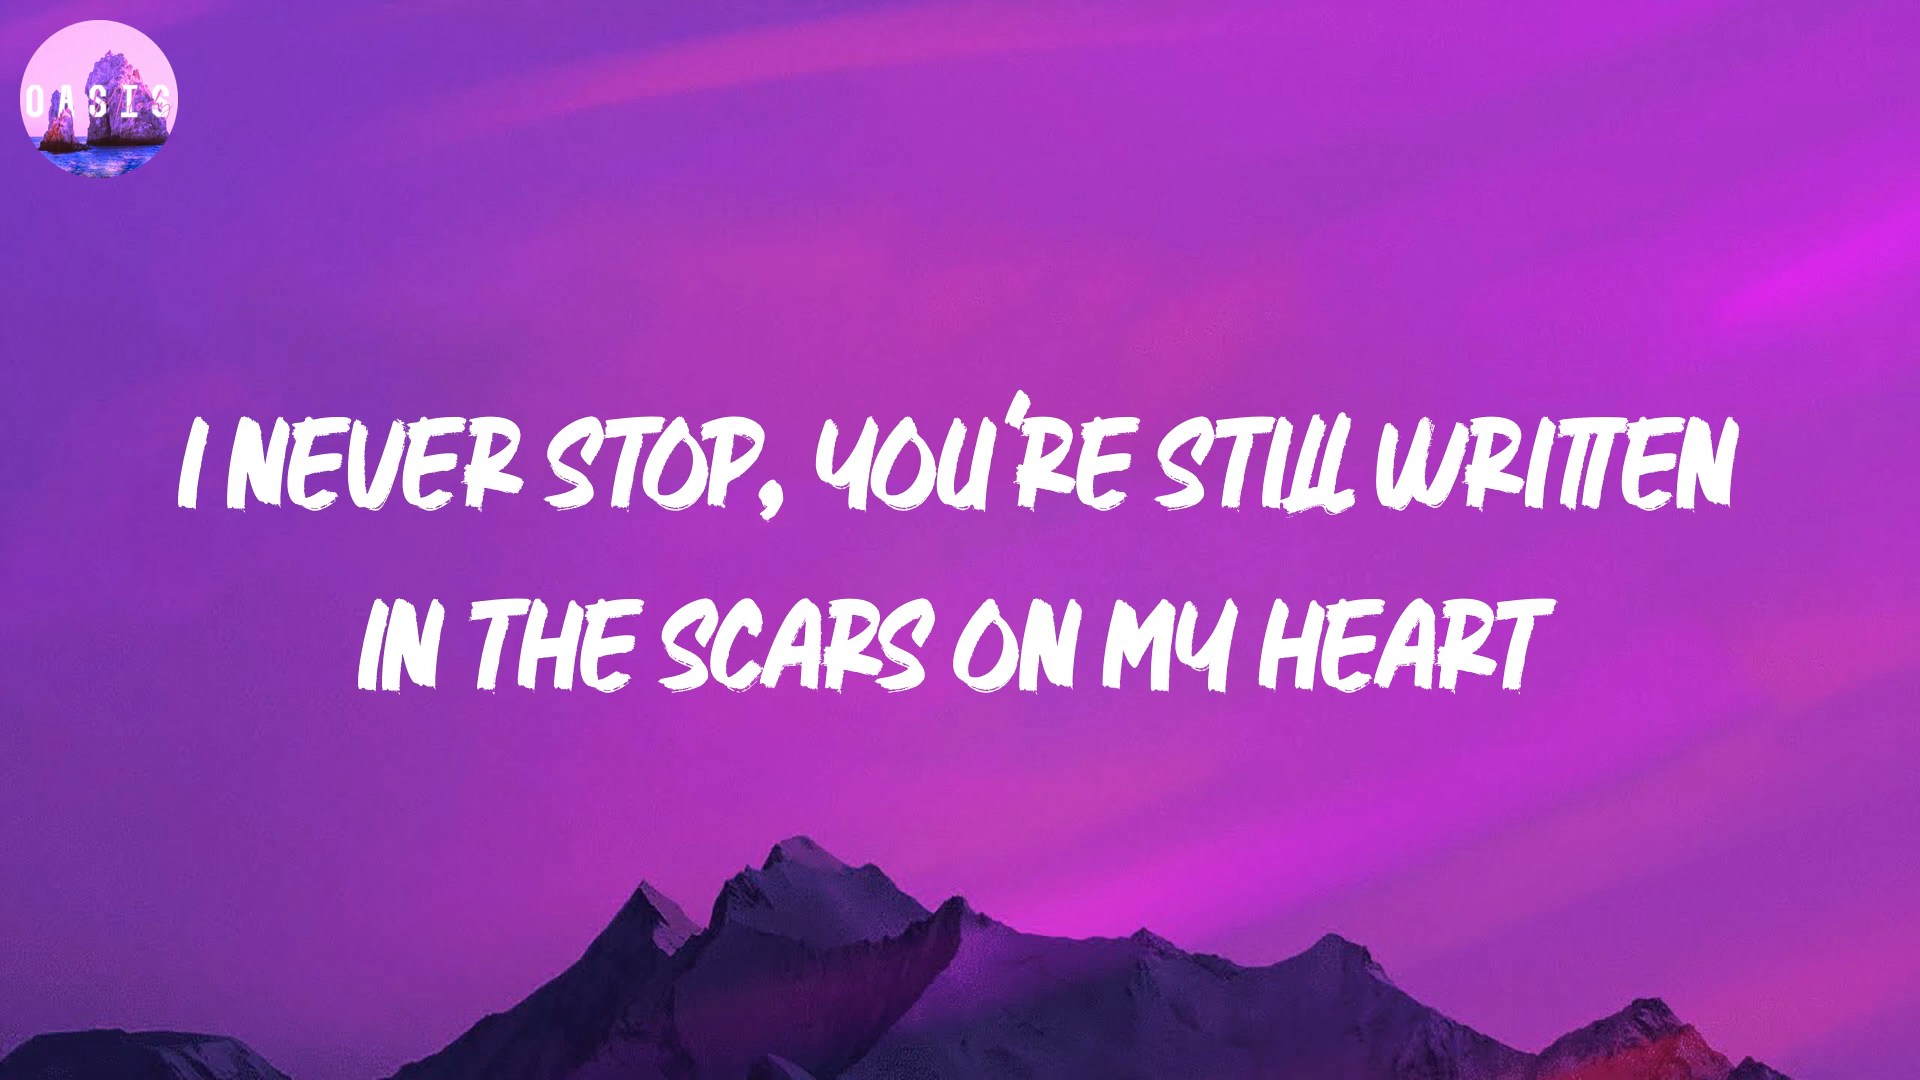 OASIS
I NEVER STOP, YOU'RE STILL WRITTEN
IN THE SCARS ON MY HEART